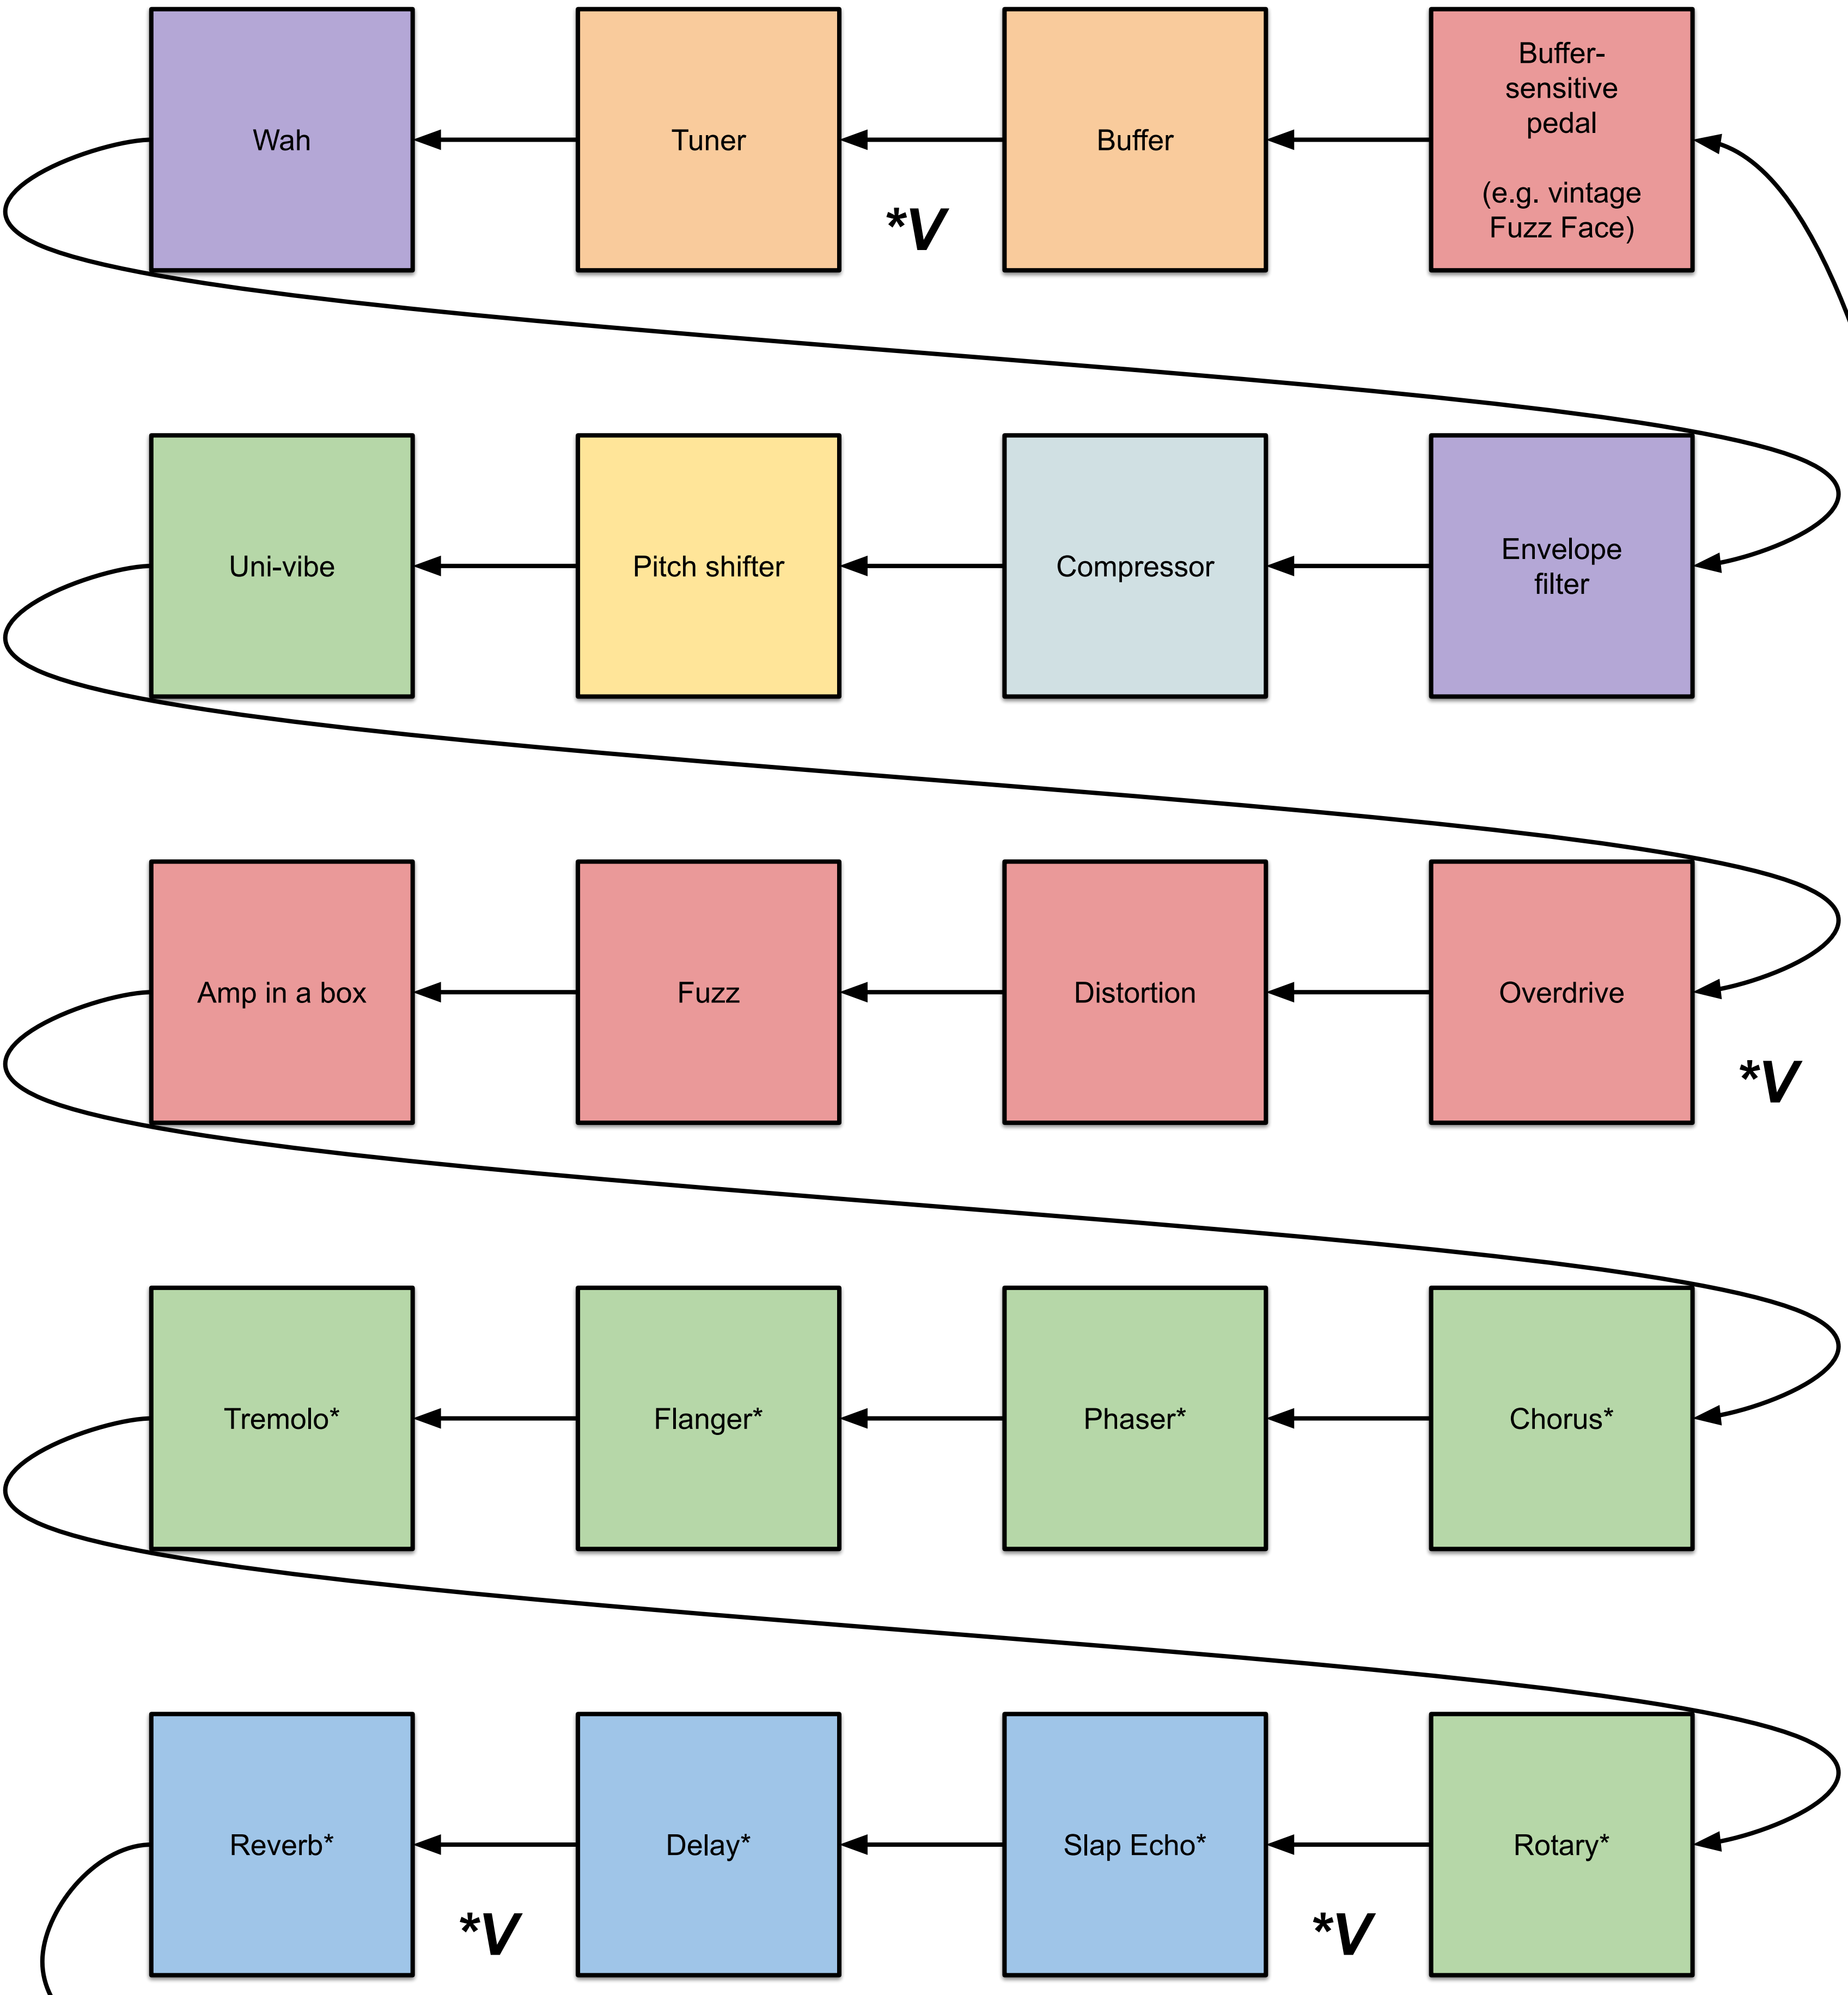 Wah
Tuner
Buffer
Buffer-
sensitive
pedal
(e.g. vintage
Fuzz Face)
*V
Uni-vibe
Pitch shifter
Compressor
Envelope
filter
Amp in a box
Fuzz
Distortion
Overdrive
*V
Tremolo*
Flanger*
Phaser*
Chorus*
Reverb*
Delay*
Slap Echo*
Rotary*
*V
*V